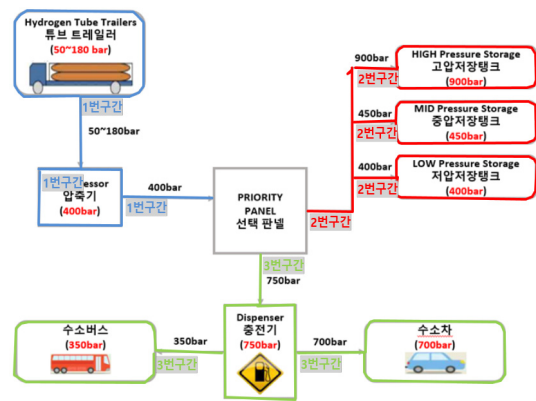 Hydrogen Tube Trailers
튜브 트레일러
(50~180 bar)
1번구간
50~180bar
1번구간
essor
압축기
(400bar)
400bar
1번구간
PRIORITY
PANEL
선택 판넬
2번구간
900bar
2번구간
HIGH Pressure Storage
고압저장탱크
(900bar)
450bar
2번구간
MID Pressure Storage
중압저장탱크
(450bar)
400bar
2번구간
LOW Pressure Storage
저압저장탱크
(400bar)
3번구간
750bar
Dispenser
충전기
(750bar)
350bar
3번구간
수소버스
(350bar)
700bar
3번구간
수소차
(700bar)